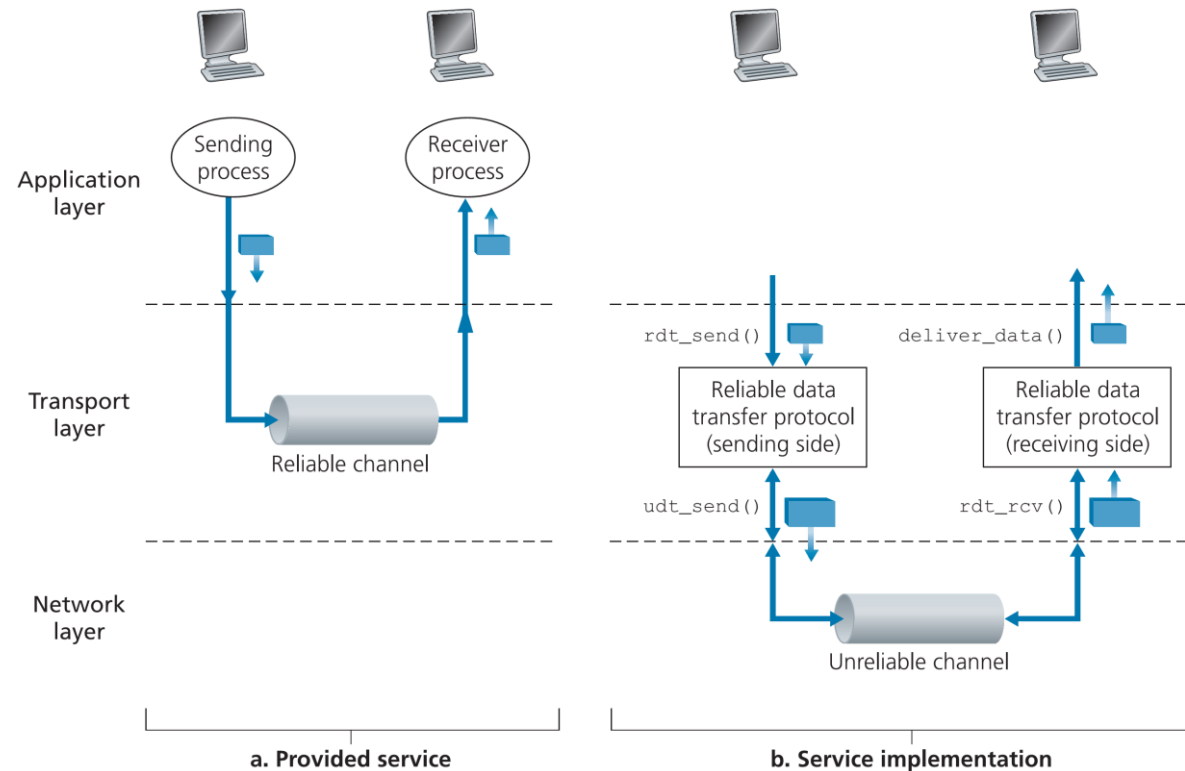 Sending
process
Receiver
process
Application
layer
rdt_send()
deliver_data()
Transport
layer
Reliable channel
Reliable data
transfer protocol
(sending side)
Reliable data
transfer protocol
(receiving side)
udt_send()
rdt_rcv()
Network
layer
Unreliable channel
a. Provided service
b. Service implementation